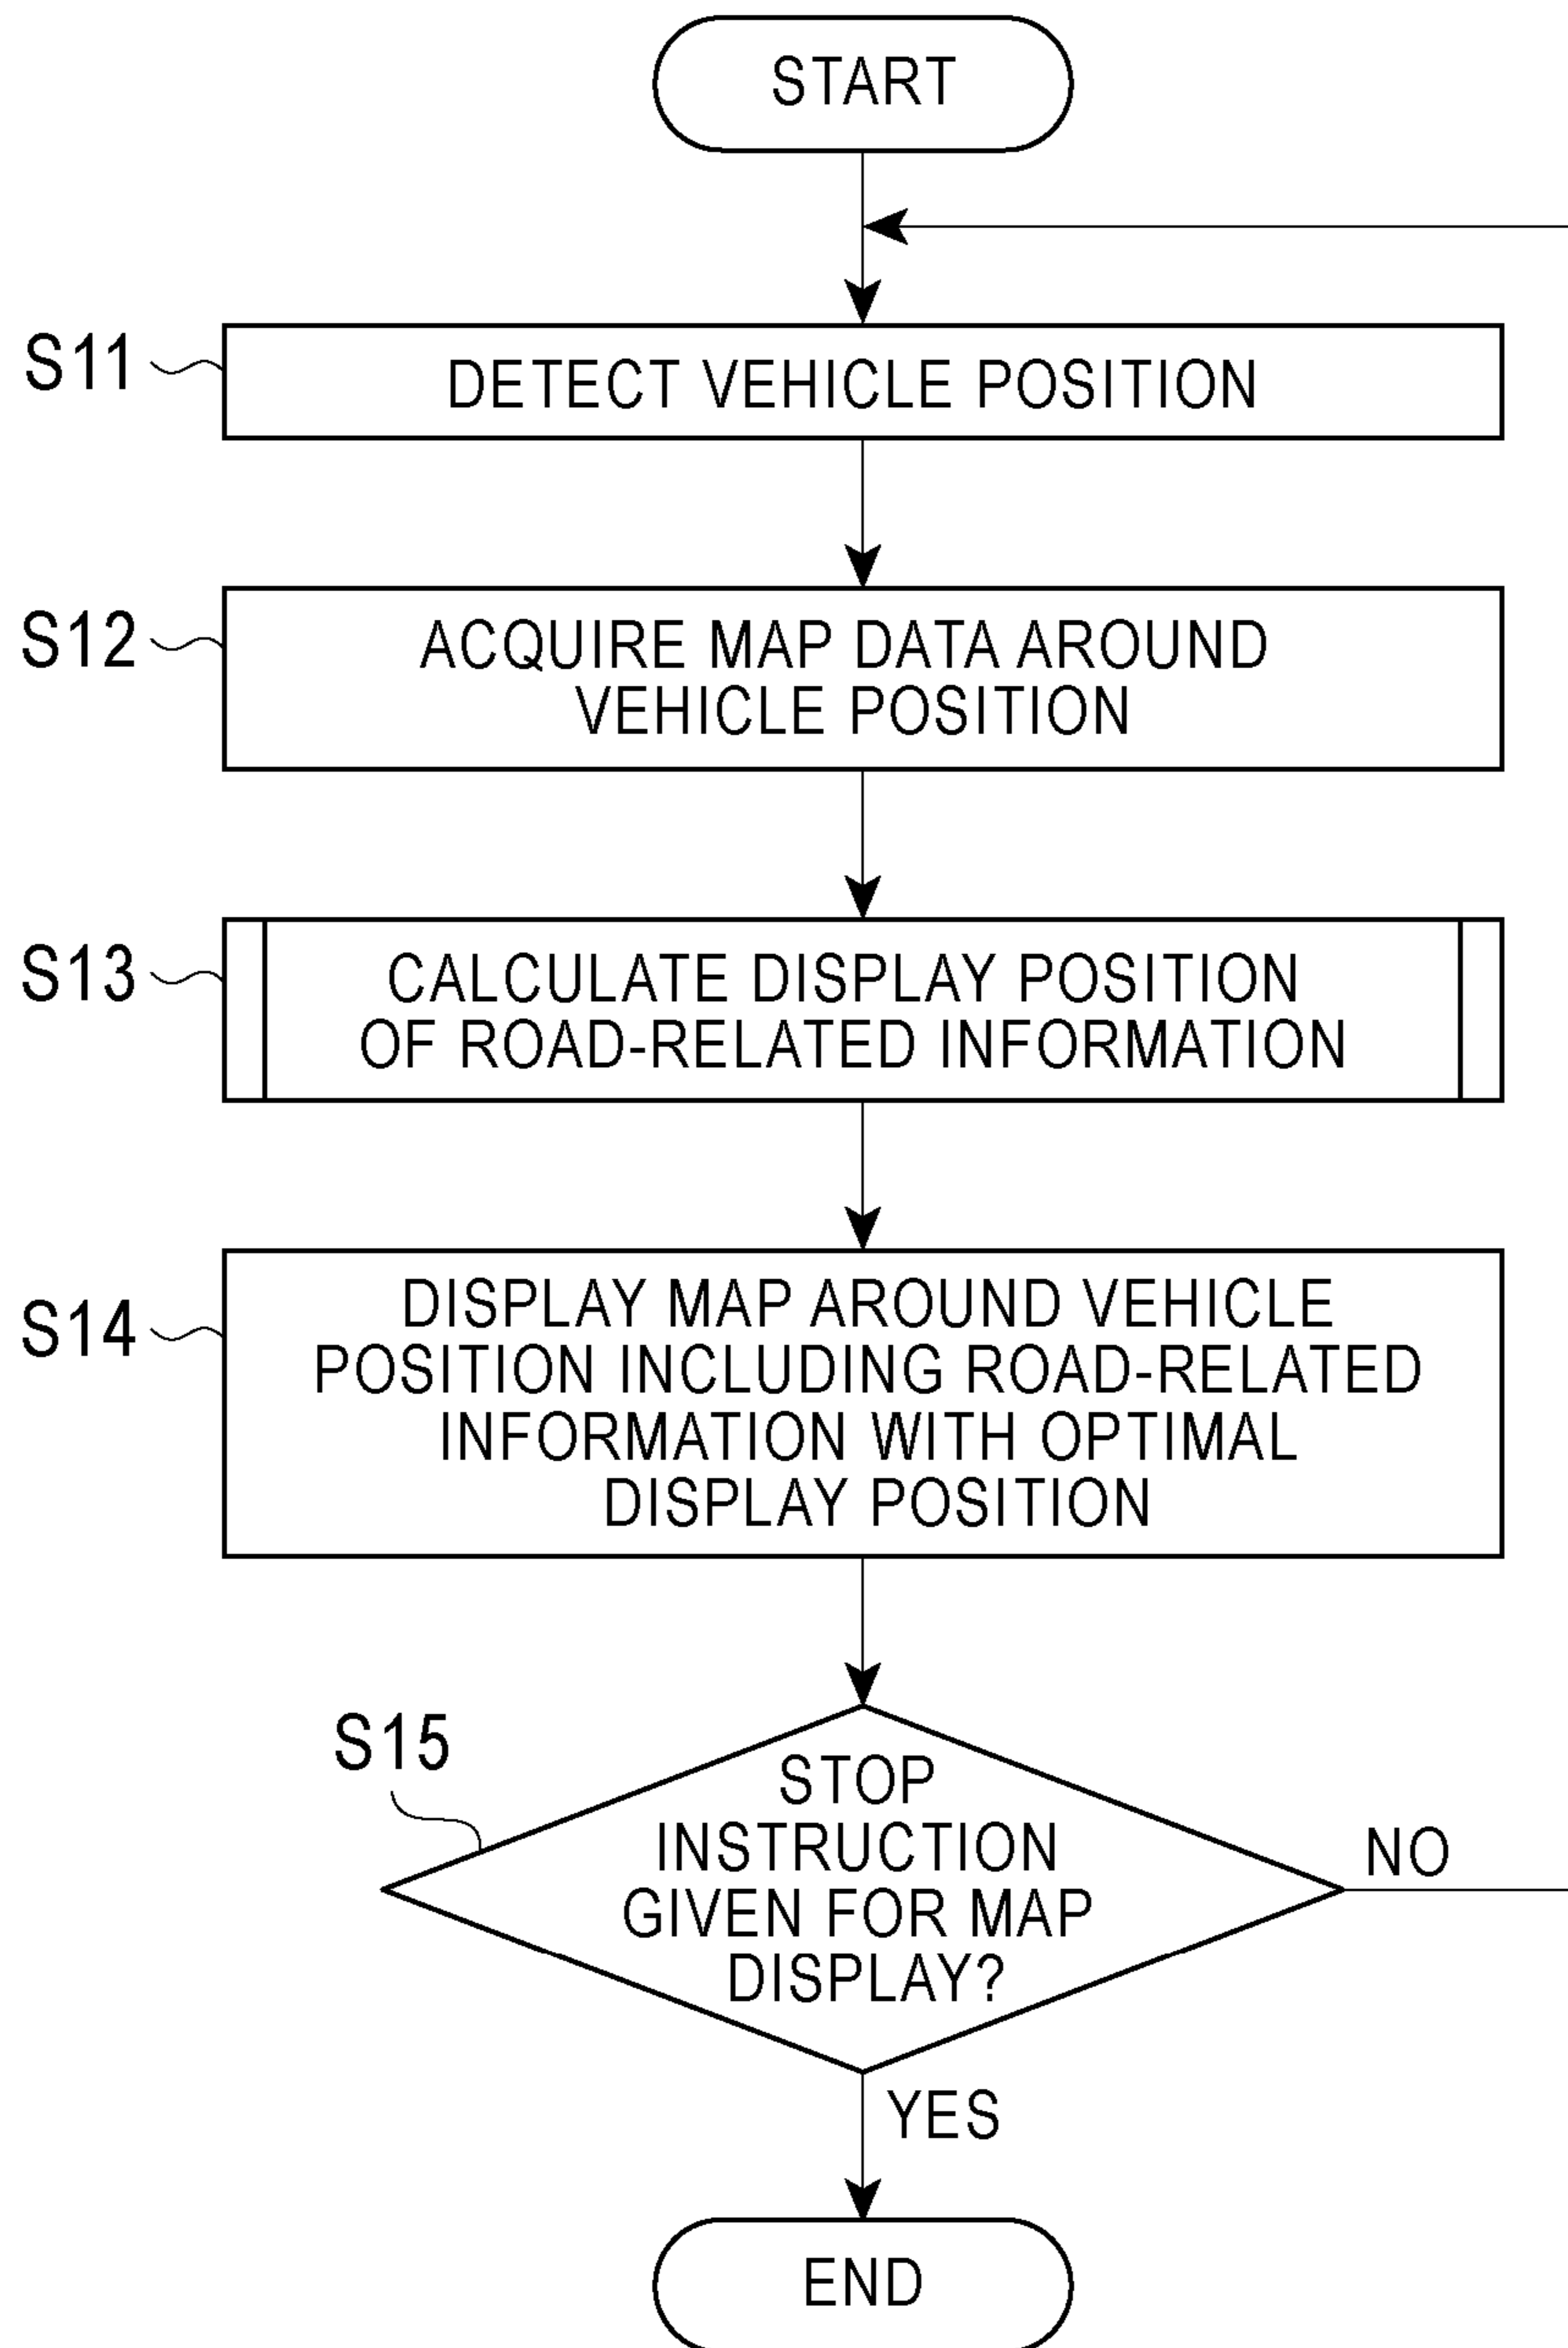 START
S11
DETECT VEHICLE POSITION
S12
ACQUIRE MAP DATA AROUND
VEHICLE POSITION
S13
CALCULATE DISPLAY POSITION
OF ROAD-RELATED INFORMATION
S14
DISPLAY MAP AROUND VEHICLE
POSITION INCLUDING ROAD-RELATED
INFORMATION WITH OPTIMAL
DISPLAY POSITION
S15
STOP
INSTRUCTION
GIVEN FOR MAP
DISPLAY?
NO
YES
END